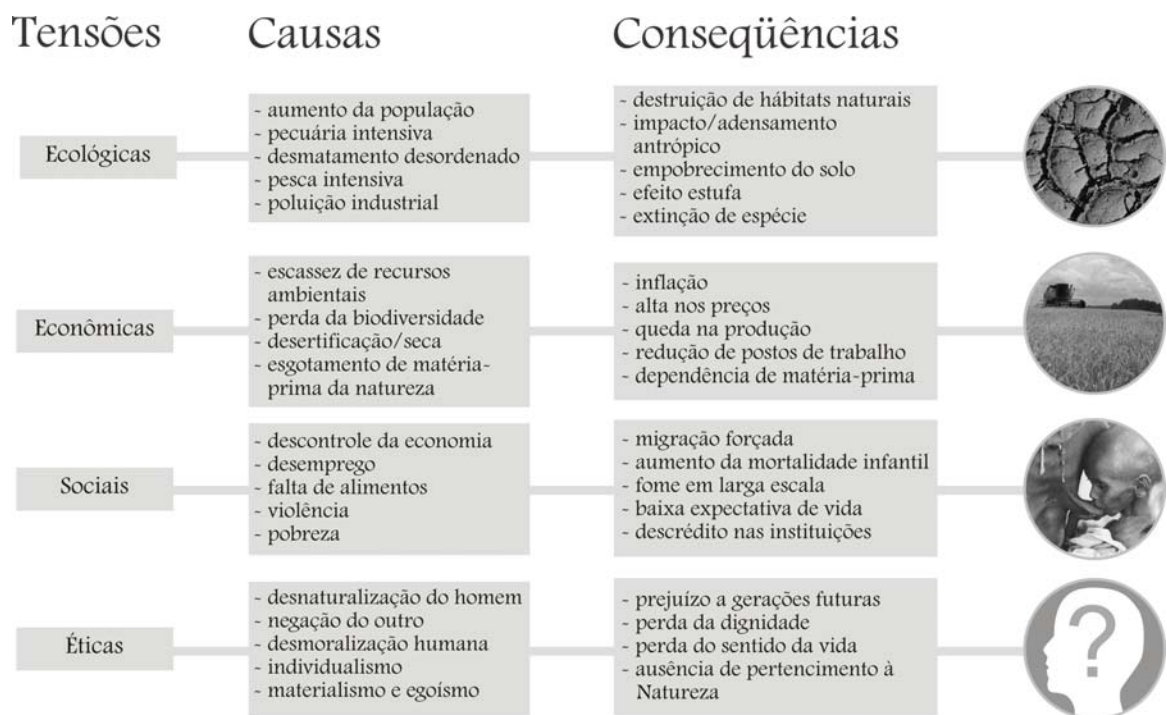 Tensões
Causas
Conseqüências
Ecológicas
- aumento da população
- pecuária intensiva
- desmatamento desordenado
- pesca intensiva
- poluição industrial
- destruição de hábitats naturais
- impacto/adensamento
antrópico
- empobrecimento do solo
- efeito estufa
- extinção de espécie
Econômicas
- escassez de recursos
ambientais
- perda da biodiversidade
- desertificação/seca
- esgotamento de matéria-
prima da natureza
- inflação
- alta nos preços
- queda na produção
- redução de postos de trabalho
- dependência de matéria-prima
Sociais
- descontrole da economia
- desemprego
- falta de alimentos
- violência
- pobreza
- migração forçada
- aumento da mortalidade infantil
- fome em larga escala
- baixa expectativa de vida
- descrédito nas instituições
Éticas
- desnaturalização do homem
- negação do outro
- desmoralização humana
- individualismo
- materialismo e egoísmo
- prejuízo a gerações futuras
- perda da dignidade
- perda do sentido da vida
- ausência de pertencimento à
Natureza
?